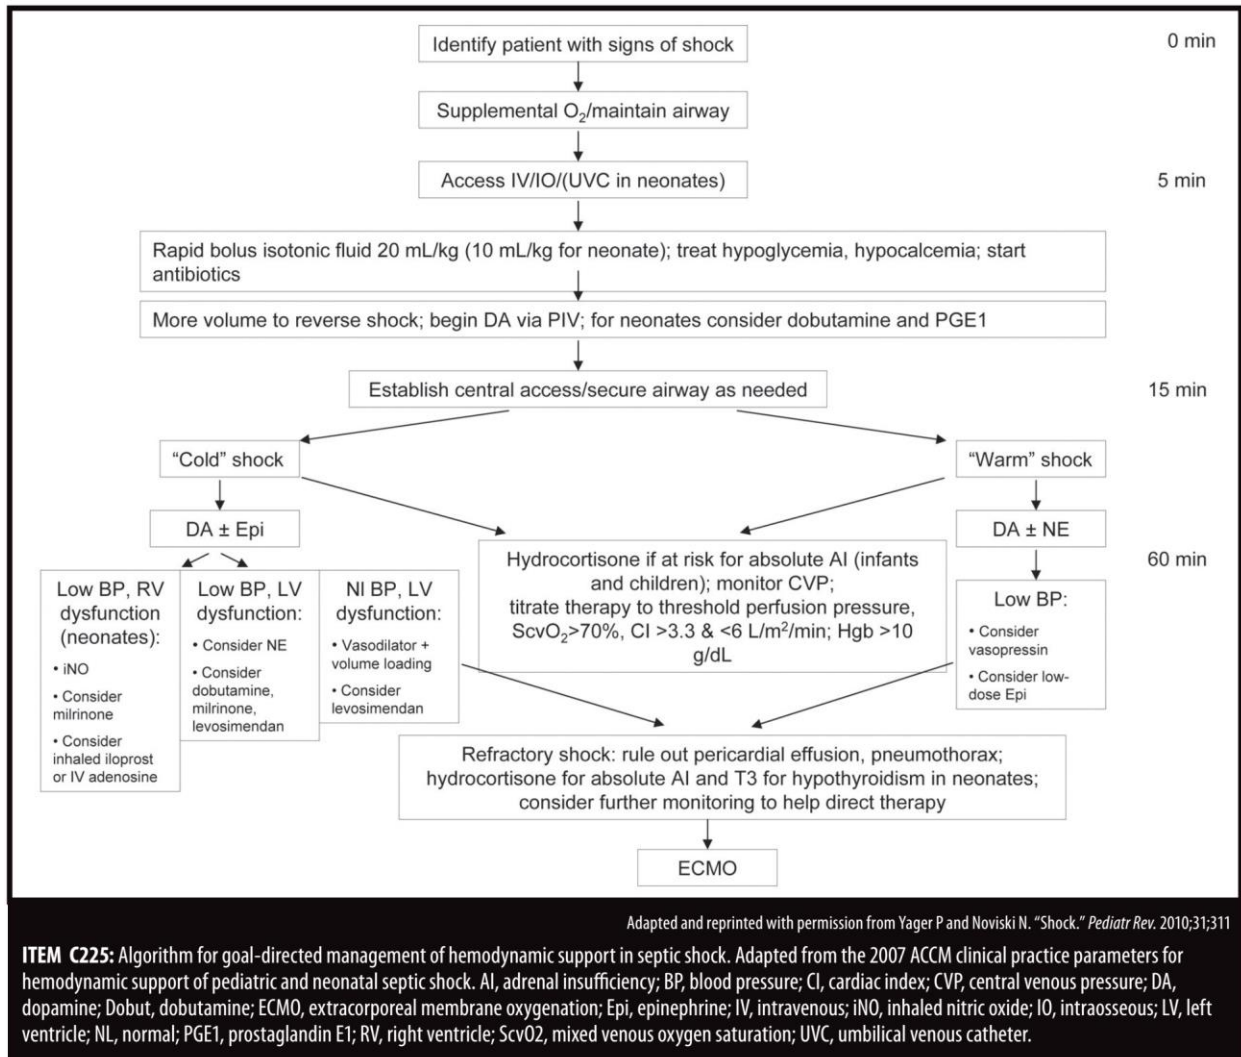 Identify patient with signs of shock
0 min
Supplemental O₂/maintain airway
Access IV/IO/(UVC in neonates)
5 min
Rapid bolus isotonic fluid 20 mL/kg (10 mL/kg for neonate); treat hypoglycemia, hypocalcemia; start
antibiotics
More volume to reverse shock; begin DA via PIV; for neonates consider dobutamine and PGE1
Establish central access/secure airway as needed
15 min
“Cold” shock
“Warm” shock
DA ± Epi
DA ± NE
60 min
Low BP, RV
dysfunction
(neonates):
• iNO
• Consider
milrinone
• Consider
inhaled iloprost
or IV adenosine
Low BP, LV
dysfunction:
• Consider NE
• Consider
dobutamine,
milrinone,
levosimendan
Nl BP, LV
dysfunction:
• Vasodilator +
volume loading
• Consider
levosimendan
Hydrocortisone if at risk for absolute AI (infants
and children); monitor CVP;
titrate therapy to threshold perfusion pressure,
ScvO₂>70%, CI >3.3 & <6 L/m²/min; Hgb >10
g/dL
Low BP:
• Consider
vasopressin
• Consider low-
dose Epi
Refractory shock: rule out pericardial effusion, pneumothorax;
hydrocortisone for absolute AI and T3 for hypothyroidism in neonates;
consider further monitoring to help direct therapy
ECMO
Adapted and reprinted with permission from Yager P and Noviski N. “Shock.” Pediatr Rev. 2010;31;311
ITEM C225: Algorithm for goal-directed management of hemodynamic support in septic shock. Adapted from the 2007 ACCM clinical practice parameters for
hemodynamic support of pediatric and neonatal septic shock. AI, adrenal insufficiency; BP, blood pressure; CI, cardiac index; CVP, central venous pressure; DA,
dopamine; Dobut, dobutamine; ECMO, extracorporeal membrane oxygenation; Epi, epinephrine; IV, intravenous; iNO, inhaled nitric oxide; IO, intraosseous; LV, left
ventricle; NL, normal; PGE1, prostaglandin E1; RV, right ventricle; ScvO2, mixed venous oxygen saturation; UVC, umbilical venous catheter.